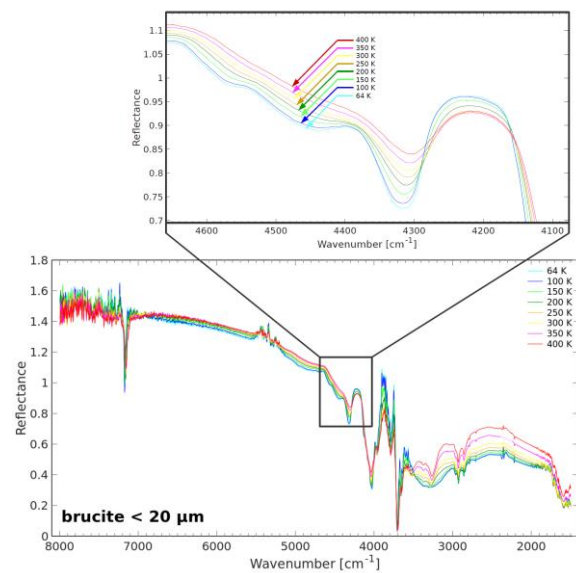 1.1
1.05
1
0.95
0.9
0.85
0.8
0.75
0.7
Reflectance
400 K
350 K
300 K
250 K
200 K
150 K
100 K
64 K
4600
4500
4400
4300
4200
4100
Wavenumber [cm-1]
1.8
1.6
1.4
1.2
1
0.8
0.6
0.4
0.2
0
Reflectance
64 K
100 K
150 K
200 K
250 K
300 K
350 K
400 K
brucite < 20 µm
8000
7000
6000
5000
4000
3000
2000
Wavenumber [cm-1]